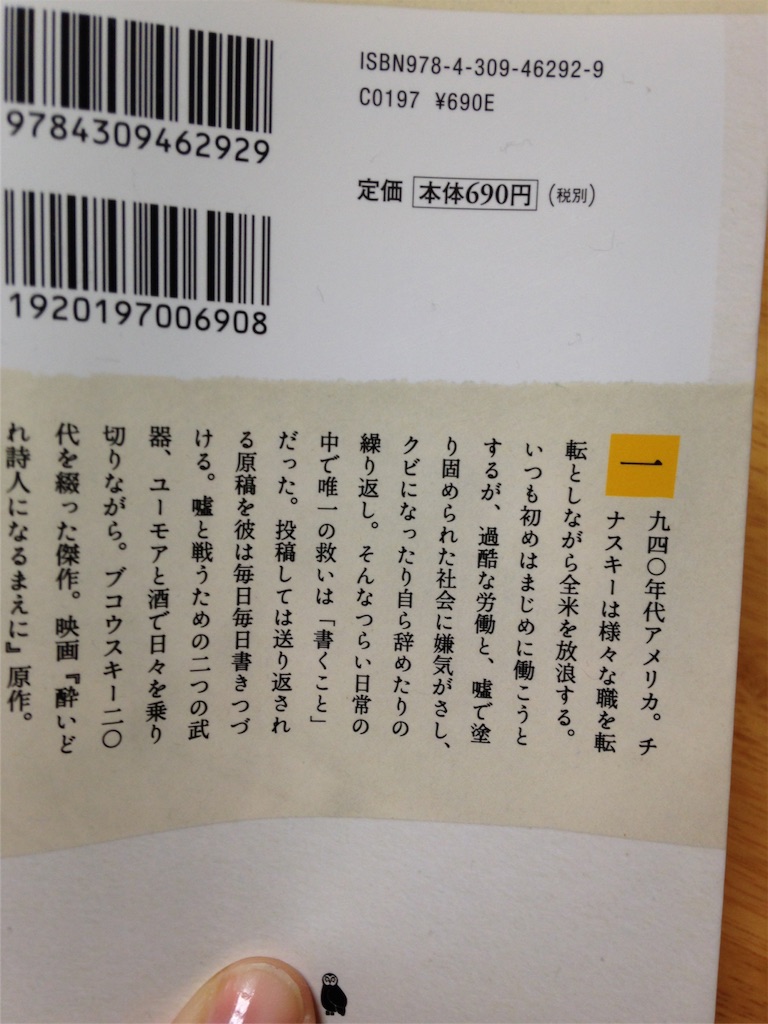 9784309462929
ISBN978-4-309-46292-9
C0197 ¥690E
定価 本体690円 (税別)
1920197006908
一九四〇年代アメリカ。チ
ナスキーは様々な職を転
転としながら全米を放浪する。
いつも初めはまじめに働こうと
するが、過酷な労働と、嘘で塗
り固められた社会に嫌気がさし、
クビになったり自ら辞めたりの
繰り返し。そんなつらい日常の
中で唯一の救いは「書くこと」
だった。投稿しては送り返され
る原稿を彼は毎日毎日書きつづ
ける。嘘と戦うための二つの武
器、ユーモアと酒で日々を乗り
切りながら。ブコウスキー二〇
代を綴った傑作。映画『酔いど
れ詩人になるまえに』原作。